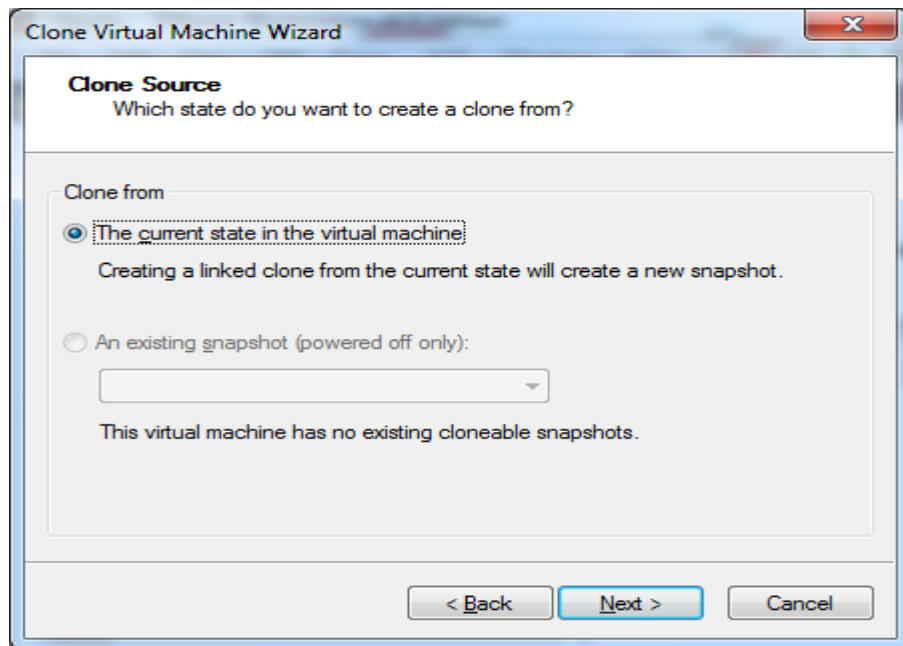 Clone Virtual Machine Wizard
Clone Source
Which state do you want to create a clone from?
Clone from
The current state in the virtual machine
Creating a linked clone from the current state will create a new snapshot.
An existing snapshot (powered off only):
This virtual machine has no existing cloneable snapshots.
< Back
Next >
Cancel